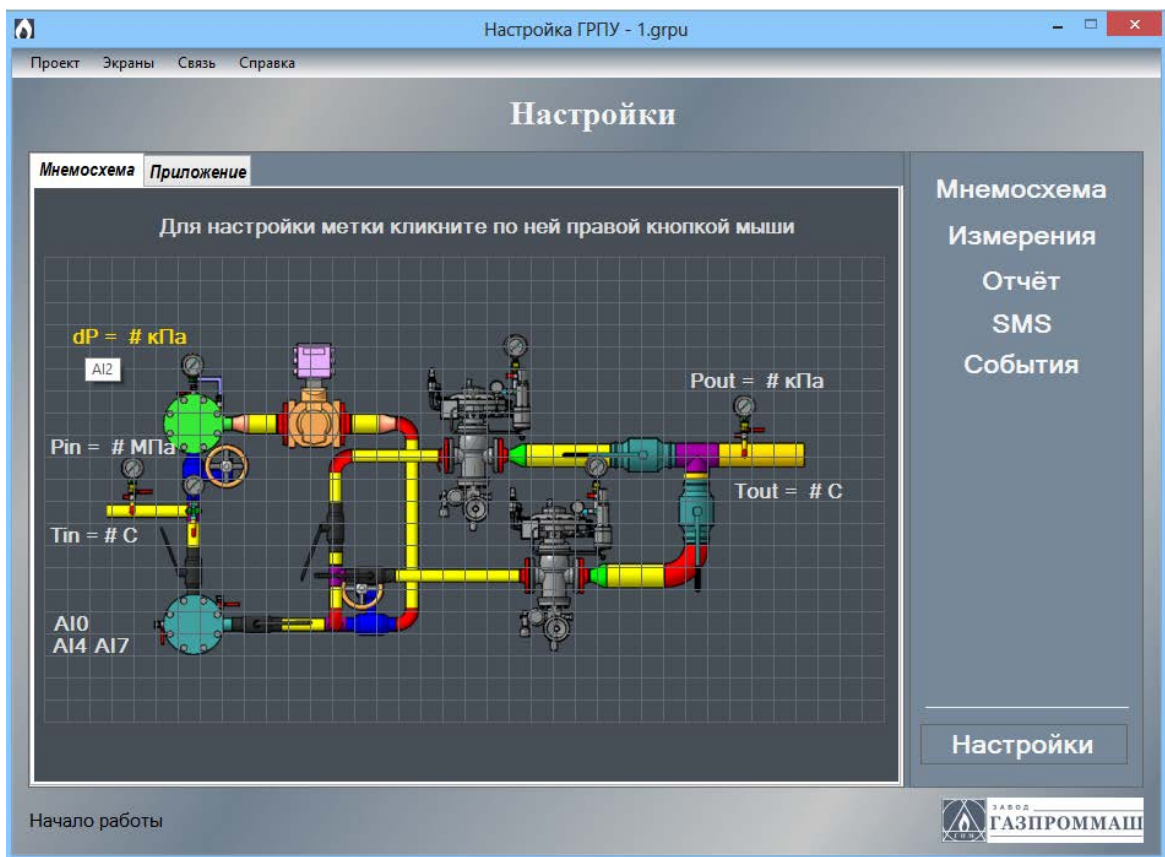 Настройка ГРПУ - 1.grpu
Проект Экраны Связь Справка
Настройки
Мнемосхема Приложение
Для настройки метки кликните по ней правой кнопкой мыши
dP = # кПа
AI2
Pout = # кПа
Pin = # МПа
Tout = # C
Tin = # C
AI0
AI4 AI7
Мнемосхема
Измерения
Отчёт
SMS
События
Настройки
Начало работы
ЗАВОД
ГАЗПРОММАШ